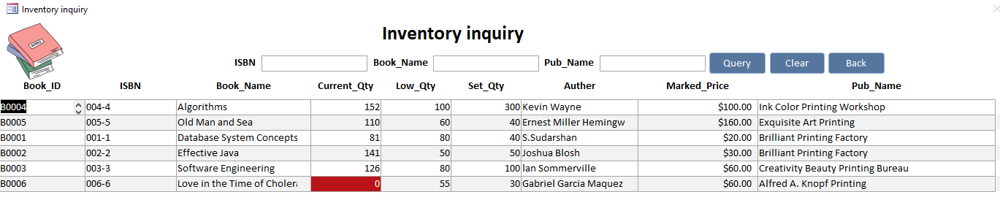 Inventory inquiry
Inventory inquiry
ISBN Book_Name Pub_Name Query Clear Back
Book_ID ISBN Book_Name Current_Qty Low_Qty Set_Qty Auther Marked_Price Pub_Name
B0004 004-4 Algorithms 152 100 300 Kevin Wayne $100.00 Ink Color Printing Workshop
B0005 005-5 Old Man and Sea 110 60 40 Ernest Miller Hemingw $160.00 Exquisite Art Printing
B0001 001-1 Database System Concepts 81 80 40 S.Sudarshan $20.00 Brilliant Printing Factory
B0002 002-2 Effective Java 141 50 50 Joshua Blosh $30.00 Brilliant Printing Factory
B0003 003-3 Software Engineering 126 80 100 Ian Sommerville $60.00 Creativity Beauty Printing Bureau
B0006 006-6 Love in the Time of Cholera 0 55 30 Gabriel Garcia Maquez $60.00 Alfred A. Knopf Printing